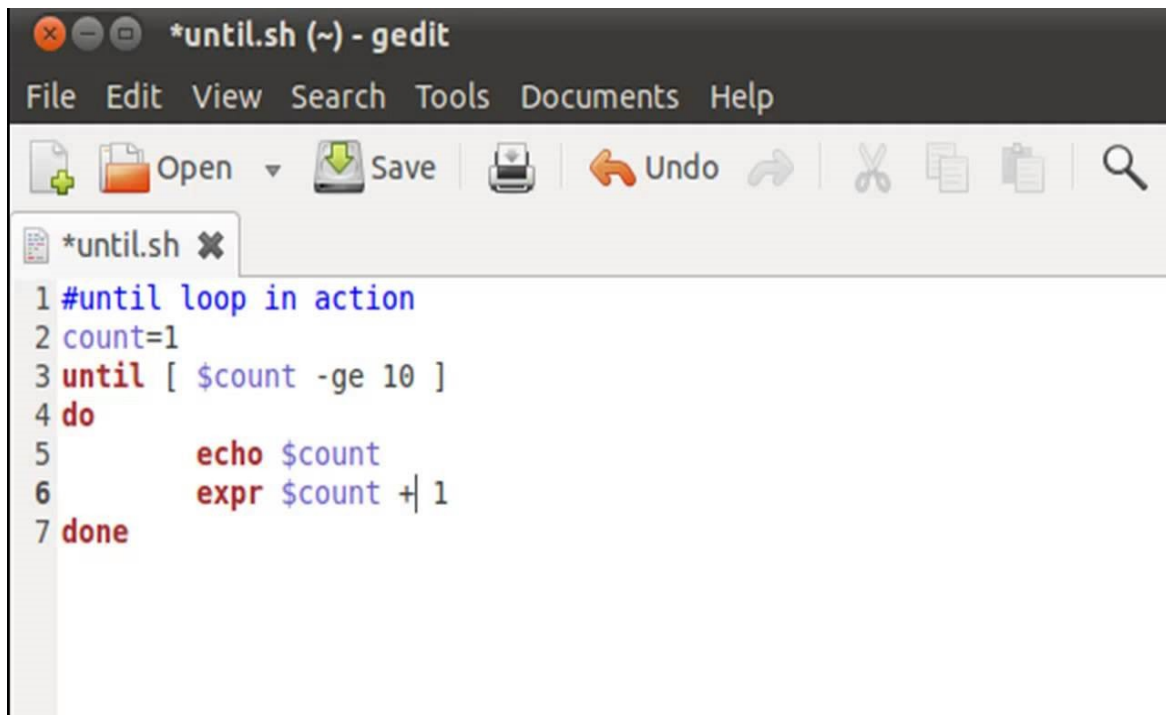 *until.sh (~) - gedit
File Edit View Search Tools Documents Help
Open Save Undo
*until.sh
1 #until loop in action
2 count=1
3 until [ $count -ge 10 ]
4 do
5 echo $count
6 expr $count + 1
7 done